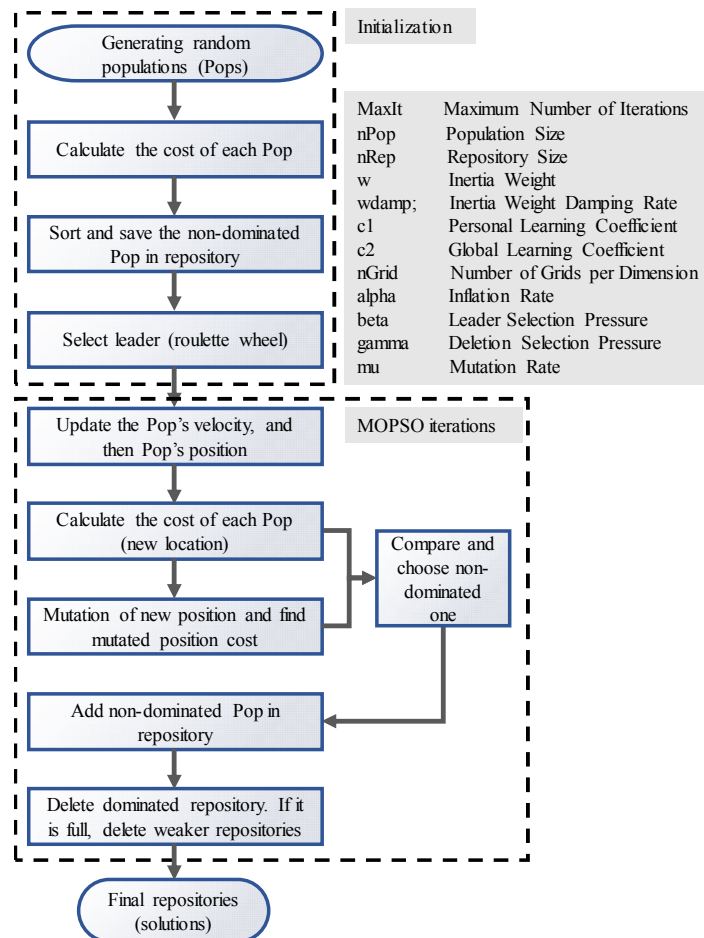 Generating random
populations (Pops)
Initialization
Calculate the cost of each Pop
Sort and save the non-dominated
Pop in repository
Select leader (roulette wheel)
MaxIt Maximum Number of Iterations
nPop Population Size
nRep Repository Size
w Inertia Weight
wdamp; Inertia Weight Damping Rate
c1 Personal Learning Coefficient
c2 Global Learning Coefficient
nGrid Number of Grids per Dimension
alpha Inflation Rate
beta Leader Selection Pressure
gamma Deletion Selection Pressure
mu Mutation Rate
MOPSO iterations
Update the Pop's velocity, and
then Pop's position
Calculate the cost of each Pop
(new location)
Mutation of new position and find
mutated position cost
Compare and
choose non-
dominated
one
Add non-dominated Pop in
repository
Delete dominated repository. If it
is full, delete weaker repositories
Final repositories
(solutions)